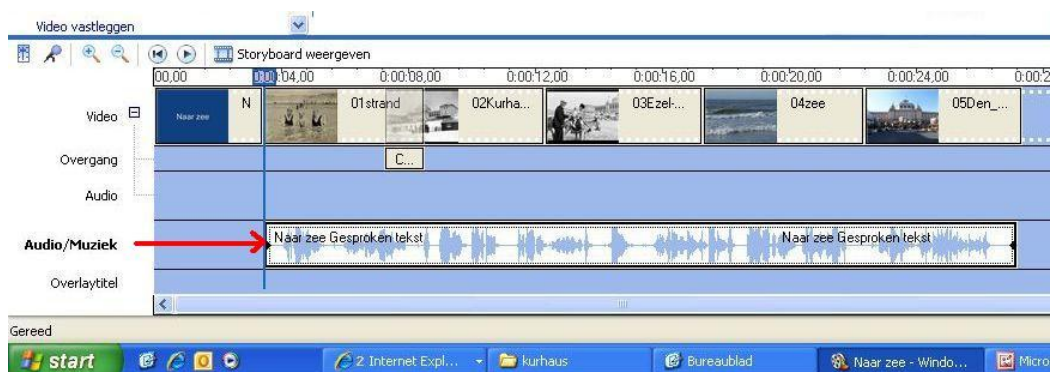 Video vastleggen
Storyboard weergeven
00,00 0:00:04,00 0:00:08,00 0:00:12,00 0:00:16,00 0:00:20,00 0:00:24,00 0:00:2
Video Naar zee N 01strand 02Kurha... 03Ezel-... 04zee 05Den_...
Overgang C...
Audio
Audio/Muziek Naar zee Gesproken tekst Naar zee Gesproken tekst
Overlaytitel
Gereed
start 2 Internet Expl... kurhaus Bureaublad Naar zee - Windo... Micro